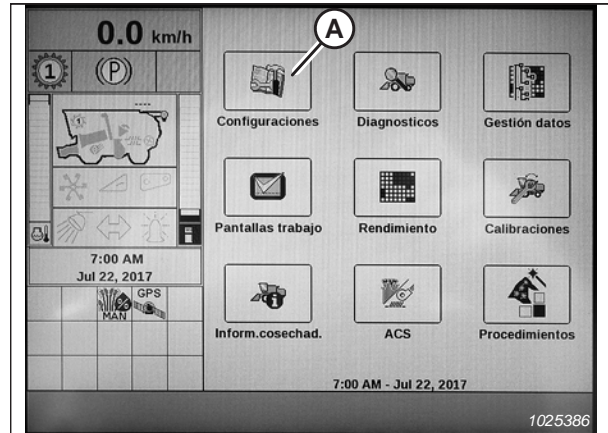 0.0 km/h
A
1
(P)
1
Configuraciones
Diagnosticos
Gestión datos
Pantallas trabajo
Rendimiento
Calibraciones
7:00 AM
Jul 22, 2017
MAN
GPS
Inform.cosechad.
ACS
Procedimientos
7:00 AM - Jul 22, 2017
1025386